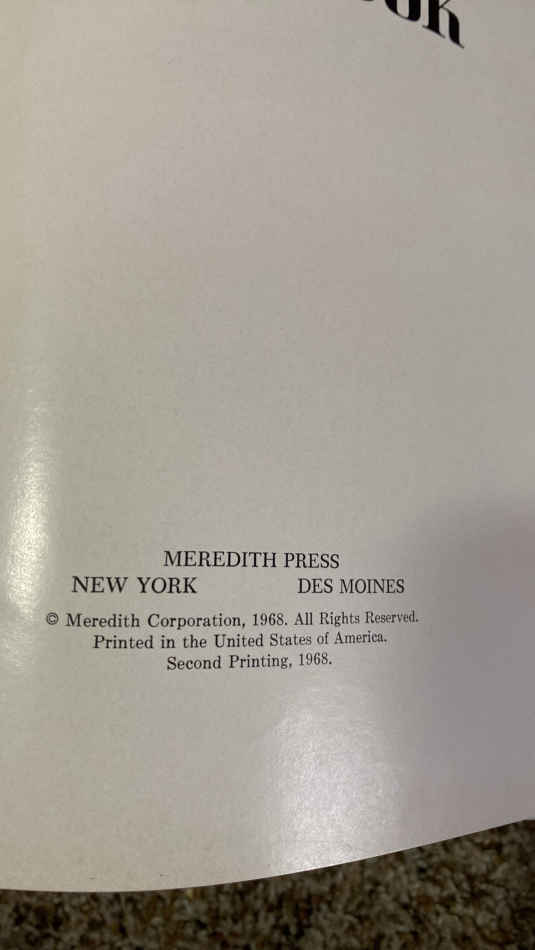 MEREDITH PRESS
NEW YORK DES MOINES
© Meredith Corporation, 1968. All Rights Reserved.
Printed in the United States of America.
Second Printing, 1968.